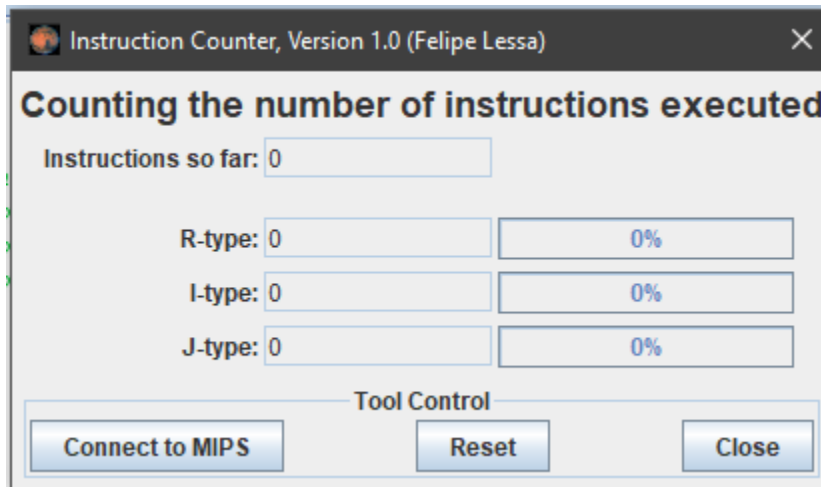 Instruction Counter, Version 1.0 (Felipe Lessa)
Counting the number of instructions executed
Instructions so far: 0
R-type: 0 0%
I-type: 0 0%
J-type: 0 0%
Tool Control
Connect to MIPS Reset Close